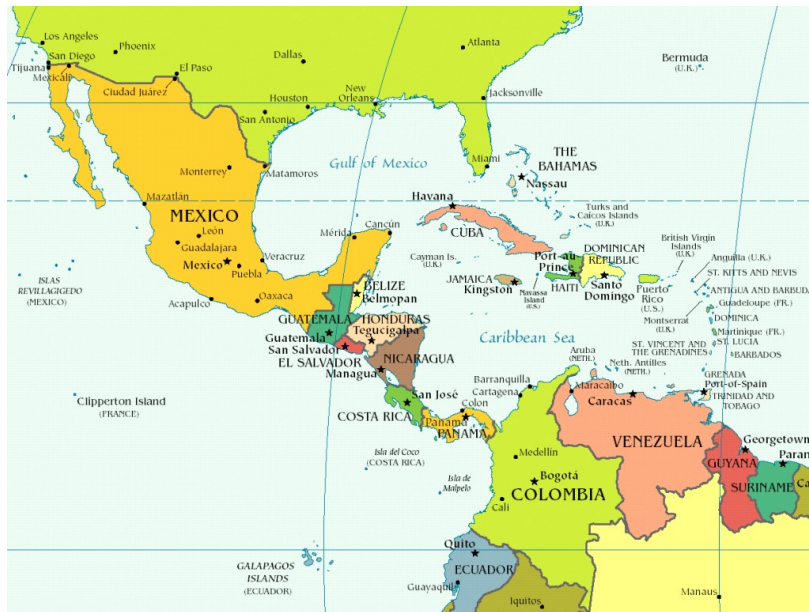 Los Angeles
Phoenix
San Diego
Tijuana
Mexicali
El Paso
Ciudad Juárez
Dallas
Atlanta
Bermuda
(U.K.)
Houston
New
Orleans
Jacksonville
San Antonio
Monterrey
Matamoros
Gulf of Mexico
Miami
THE
BAHAMAS
Nassau
Mazatlán
MEXICO
León
Guadalajara
Mexico
Puebla
Veracruz
Mérida
Cancún
Havana
CUBA
Turks and
Caicos Islands
(U.K.)
Cayman Is.
(U.K.)
Port-au-
Prince
HAITI
DOMINICAN
REPUBLIC
Santo
Domingo
British Virgin
Islands
(U.K.)
Anguilla (U.K.)
ST. KITTS AND NEVIS
ANTIGUA AND BARBUDA
Guadeloupe (FR.)
Puerto
Rico
(U.S.)
Montserrat
(U.K.)
DOMINICA
Martinique (FR.)
ST. LUCIA
ST. VINCENT AND
THE GRENADINES
BARBADOS
ISLAS
REVILLAGIGEDO
(MEXICO)
Acapulco
Oaxaca
BELIZE
Belmopan
JAMAICA
Kingston
Navassa
Island
(U.K.)
GUATEMALA
Guatemala
HONDURAS
Tegucigalpa
San Salvador
EL SALVADOR
NICARAGUA
Managua
Caribbean Sea
Aruba
(NETH.)
Neth. Antilles
(NETH.)
GRENADA
Port-of-Spain
TRINIDAD AND
TOBAGO
Clipperton Island
(FRANCE)
San José
COSTA RICA
Colon
Panama
PANAMA
Barranquilla
Cartagena
Maracaibo
Caracas
VENEZUELA
Georgetown
GUYANA
Param
SURINAME
Ca
Isla del Coco
(COSTA RICA)
Isla de
Malpelo
Medellín
Bogotá
COLOMBIA
Cali
Quito
ECUADOR
Guayaquil
GALAPAGOS
ISLANDS
(ECUADOR)
Iquitos
Manaus